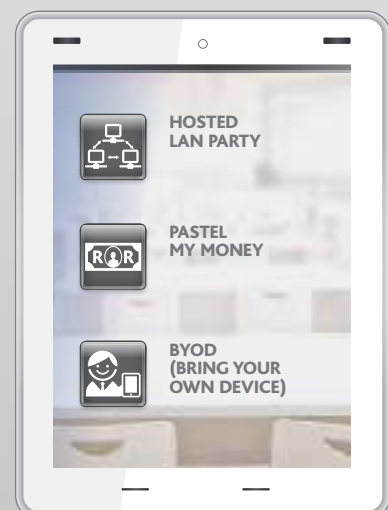 HOSTED
LAN PARTY
R R
PASTEL
MY MONEY
BYOD
(BRING YOUR
OWN DEVICE)